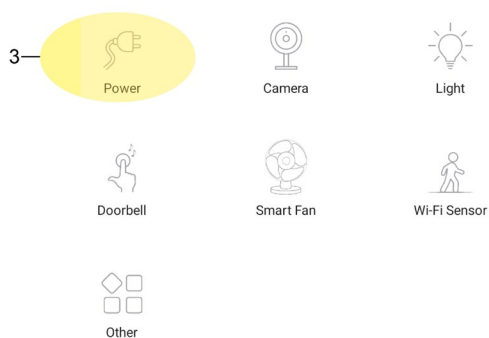 3
Power
Camera
Light
Doorbell
Smart Fan
Wi-Fi Sensor
Other